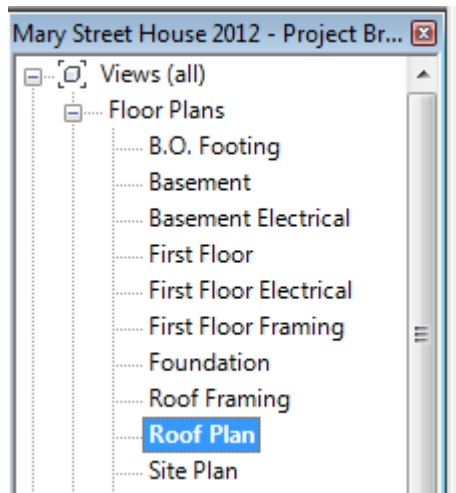 Mary Street House 2012 - Project Br...
Views (all)
Floor Plans
B.O. Footing
Basement
Basement Electrical
First Floor
First Floor Electrical
First Floor Framing
Foundation
Roof Framing
Roof Plan
Site Plan